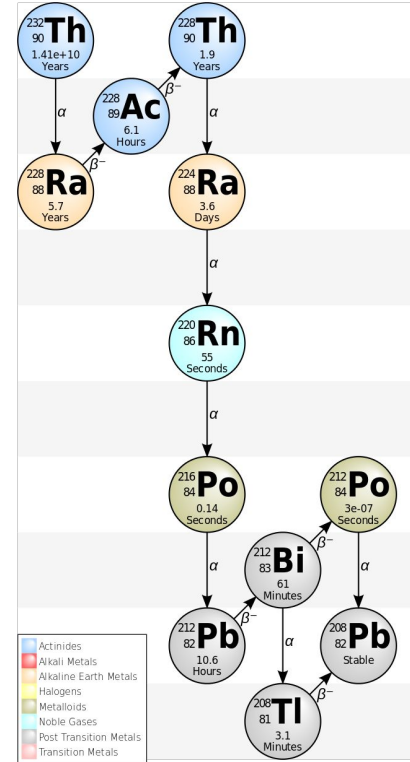 232
90 Th
1.41e+10
Years
228
90 Th
1.9
Years
α
β⁻
α
228
89 Ac
6.1
Hours
β⁻
228
88 Ra
5.7
Years
224
88 Ra
3.6
Days
α
220
86 Rn
55
Seconds
α
216
84 Po
0.14
Seconds
212
84 Po
3e-07
Seconds
α
β⁻
α
212
83 Bi
61
Minutes
β⁻
212
82 Pb
10.6
Hours
α
208
82 Pb
Stable
β⁻
208
81 Tl
3.1
Minutes
Actinides
Alkali Metals
Alkaline Earth Metals
Halogens
Metalloids
Noble Gases
Post Transition Metals
Transition Metals